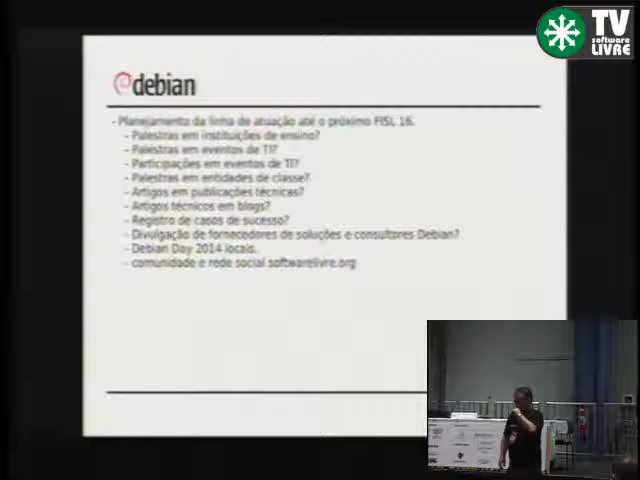 TV
software
LIVRE
debian
- Planejamento da linha de atuação até o próximo FISL 16.
- Palestras em instituições de ensino?
- Palestras em eventos de TI?
- Participações em eventos de TI?
- Palestras em entidades de classe?
- Artigos em publicações técnicas?
- Artigos técnicos em blogs?
- Registro de casos de sucesso?
- Divulgação de fornecedores de soluções e consultores Debian?
- Debian Day 2014 locais.
- comunidade e rede social softwarelivre.org